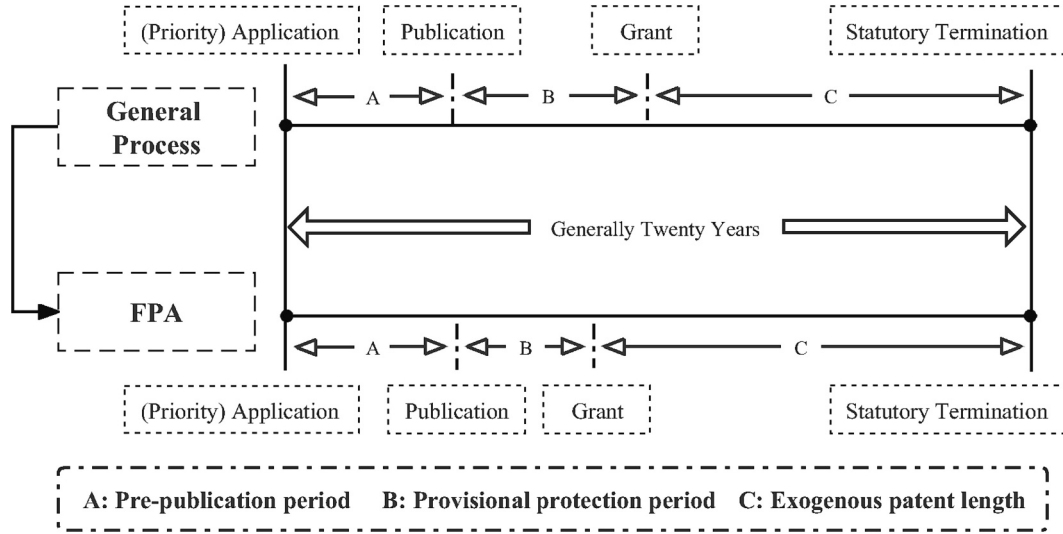 (Priority) Application
Publication
Grant
Statutory Termination
A
B
C
General
Process
Generally Twenty Years
FPA
A
B
C
(Priority) Application
Publication
Grant
Statutory Termination
A: Pre-publication period B: Provisional protection period C: Exogenous patent length